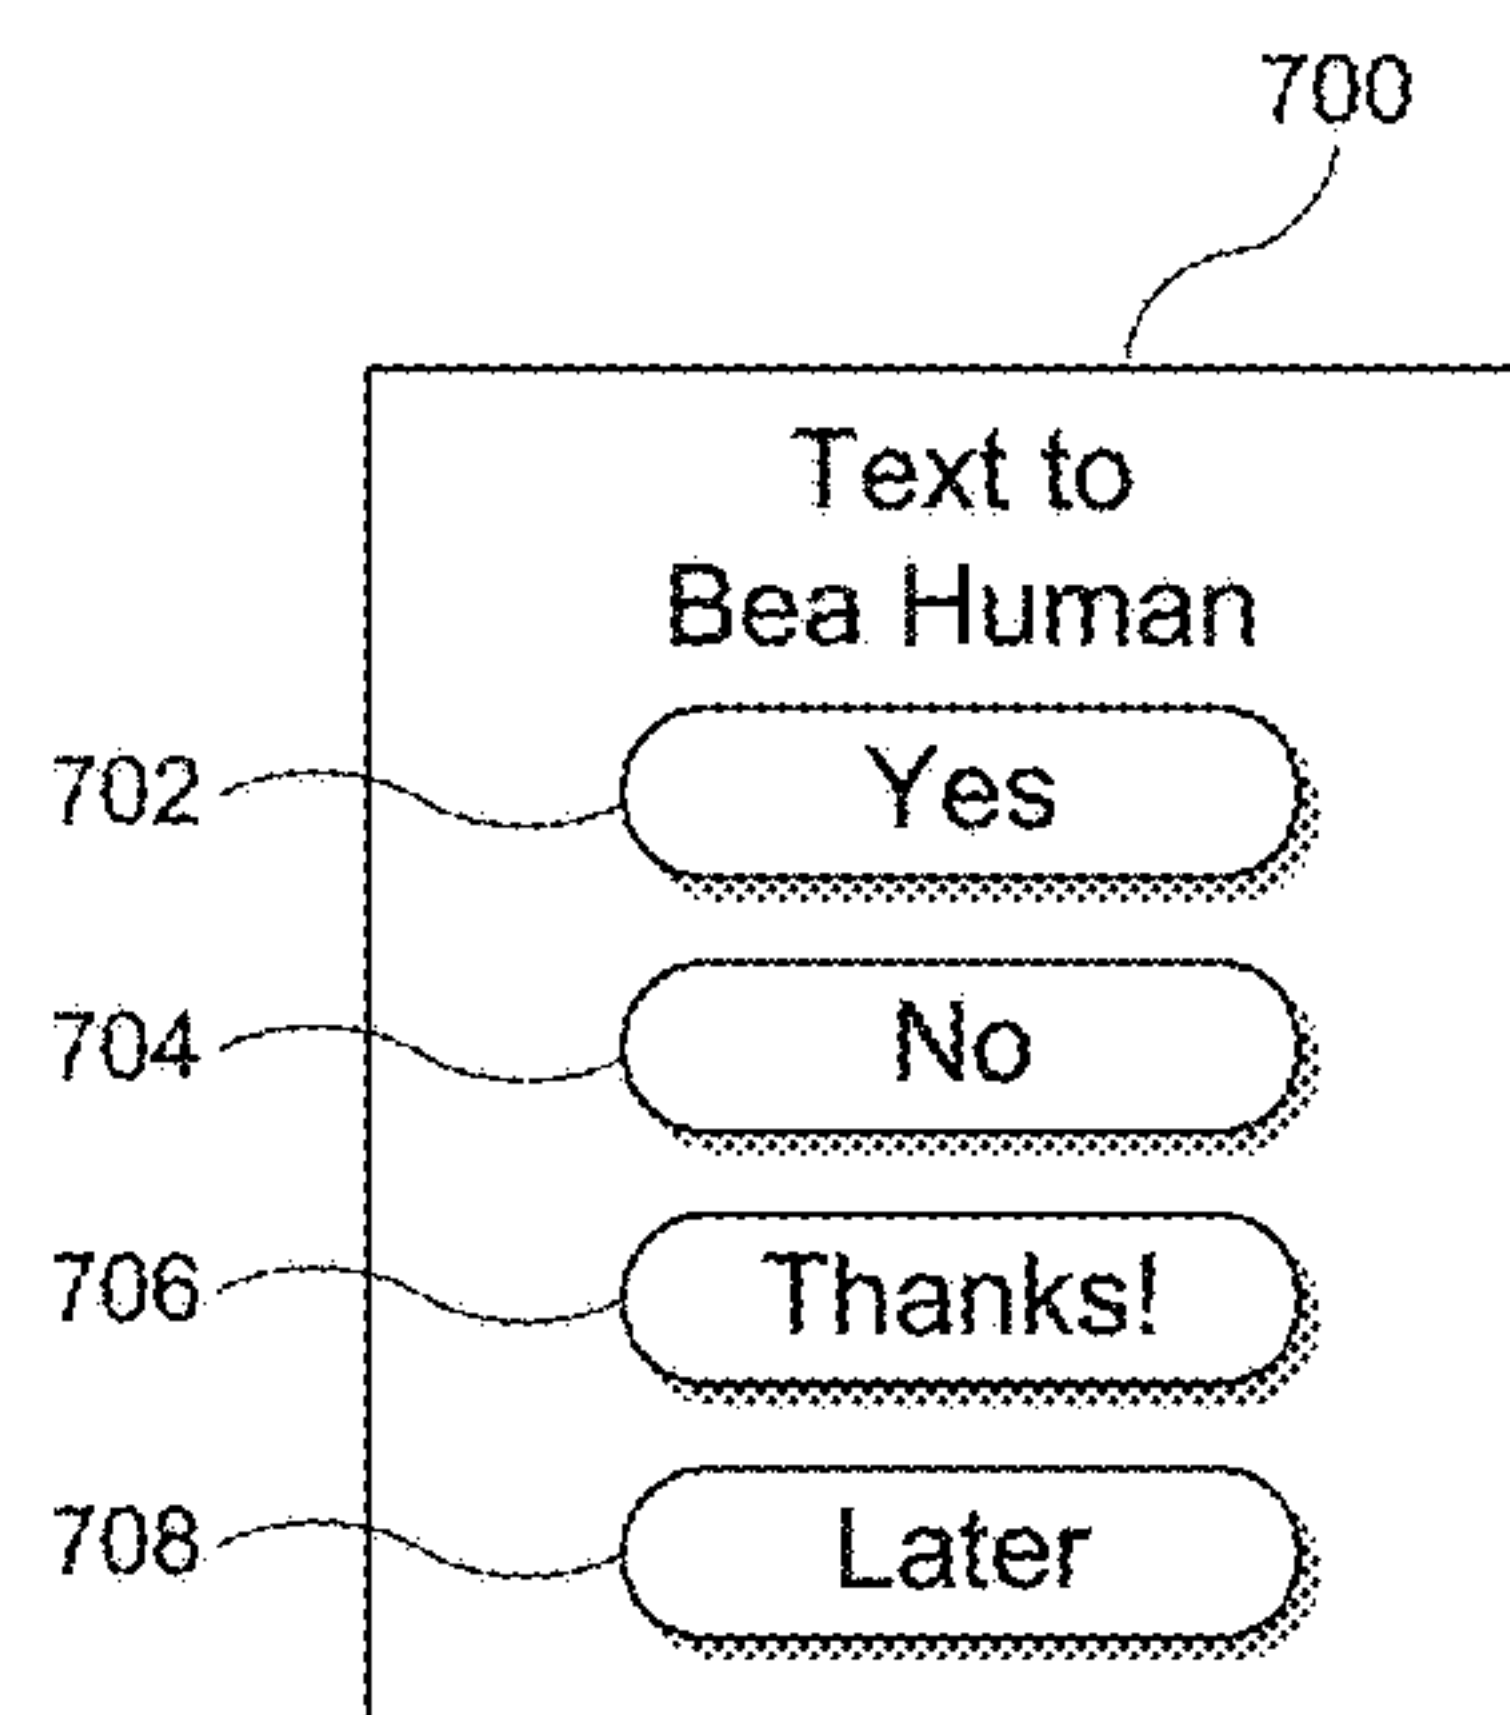 700
Text to
Bea Human
702 Yes
704 No
706 Thanks!
708 Later